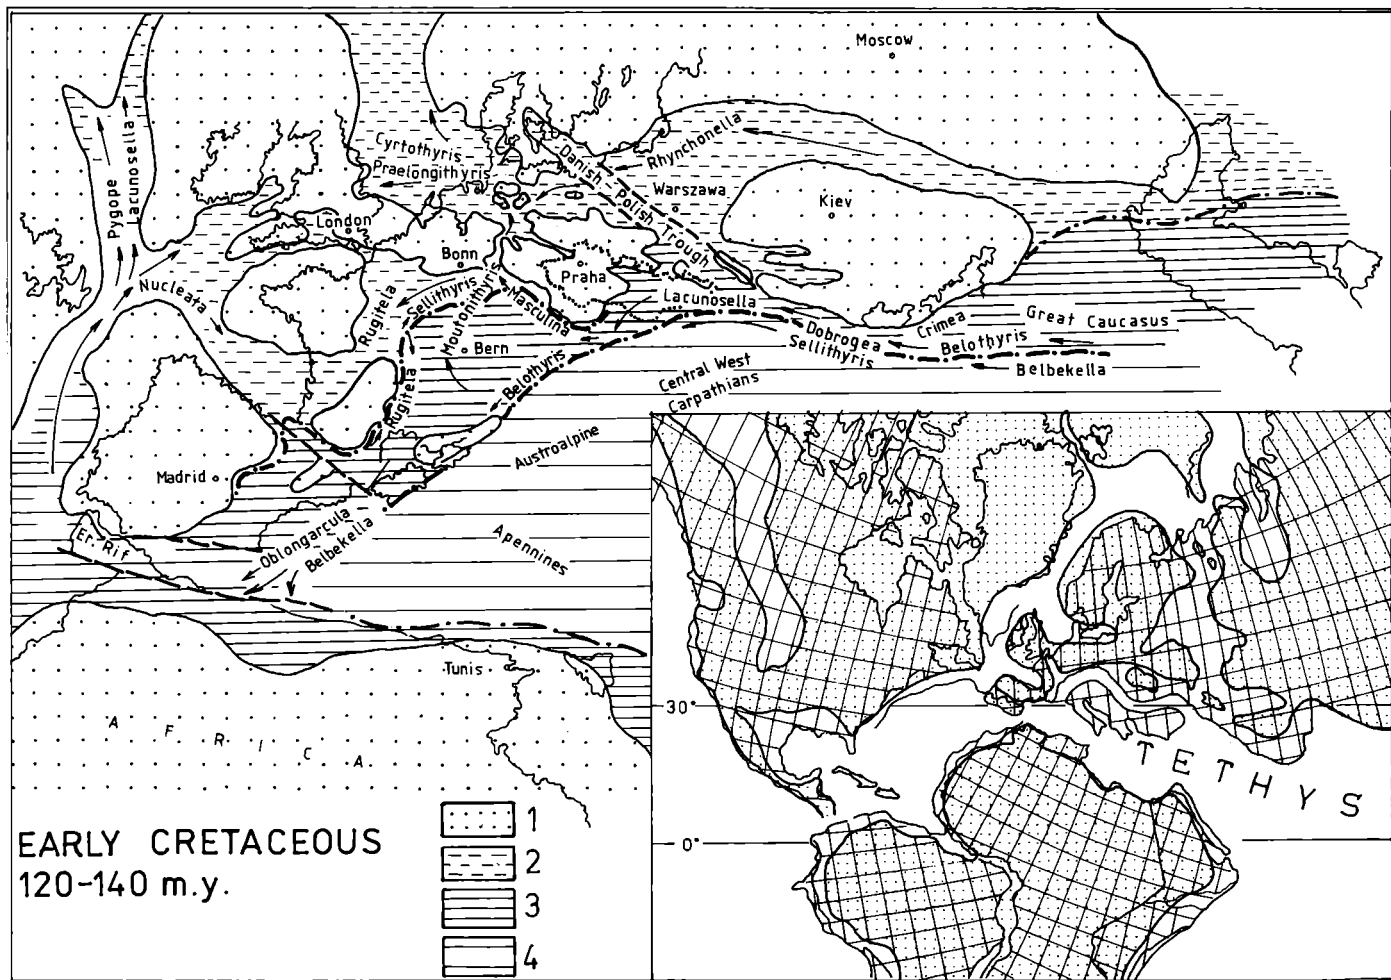 Moscow
Cyrtothyris
Praelongithyris
Rhynchonella
Danish - Polish Trough
Warszawa
Kiev
Pygope
Lacunosella
London
Bonn
Praha
Nucleata
Rugitela
Sellithyris
Moutonithyris
Masculina
Lacunosella
Bern
Rugitela
Belothyris
Dobrogea
Sellithyris
Crimea
Great Caucasus
Belothyris
Belbekella
Central West
Carpathians
Austroalpine
Madrid
Er-Rif
Oblongarcula
Belbekella
Apennines
Tunis
AFRICA
EARLY CRETACEOUS
120-140 m.y.
1
2
3
4
30°
0°
TETHYS